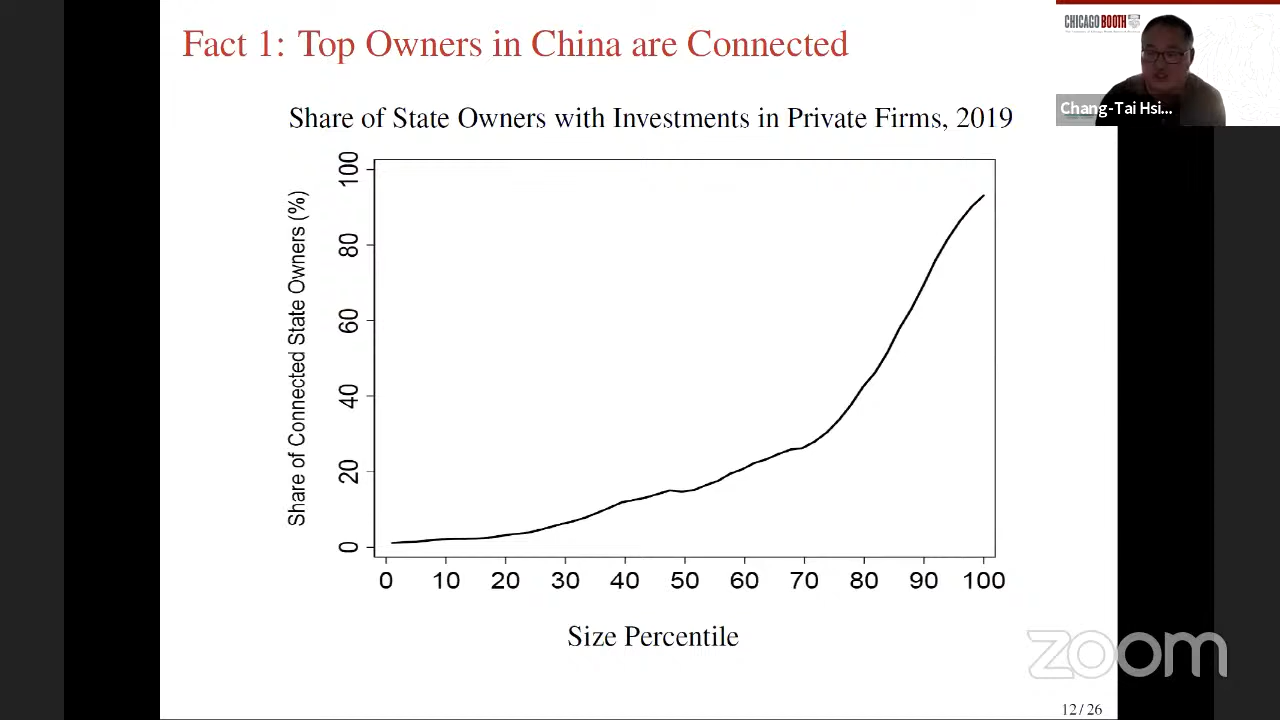 Fact 1: Top Owners in China are Connected
CHICAGO BOOTH
Chang-Tai Hsi...
Share of State Owners with Investments in Private Firms, 2019
Share of Connected State Owners (%)
100
80
60
40
20
0
0 10 20 30 40 50 60 70 80 90 100
Size Percentile
zoom
12 / 26